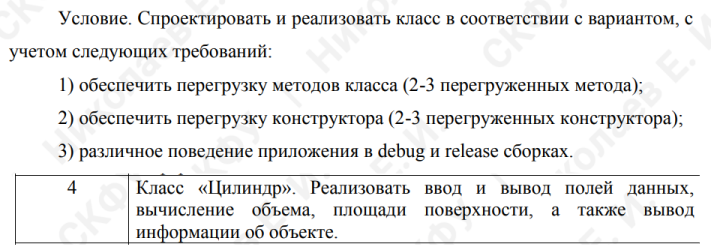 Условие. Спроектировать и реализовать класс в соответствии с вариантом, с
учетом следующих требований:
1) обеспечить перегрузку методов класса (2-3 перегруженных метода);
2) обеспечить перегрузку конструктора (2-3 перегруженных конструктора);
3) различное поведение приложения в debug и release сборках.
4 Класс «Цилиндр». Реализовать ввод и вывод полей данных,
вычисление объема, площади поверхности, а также вывод
информации об объекте.